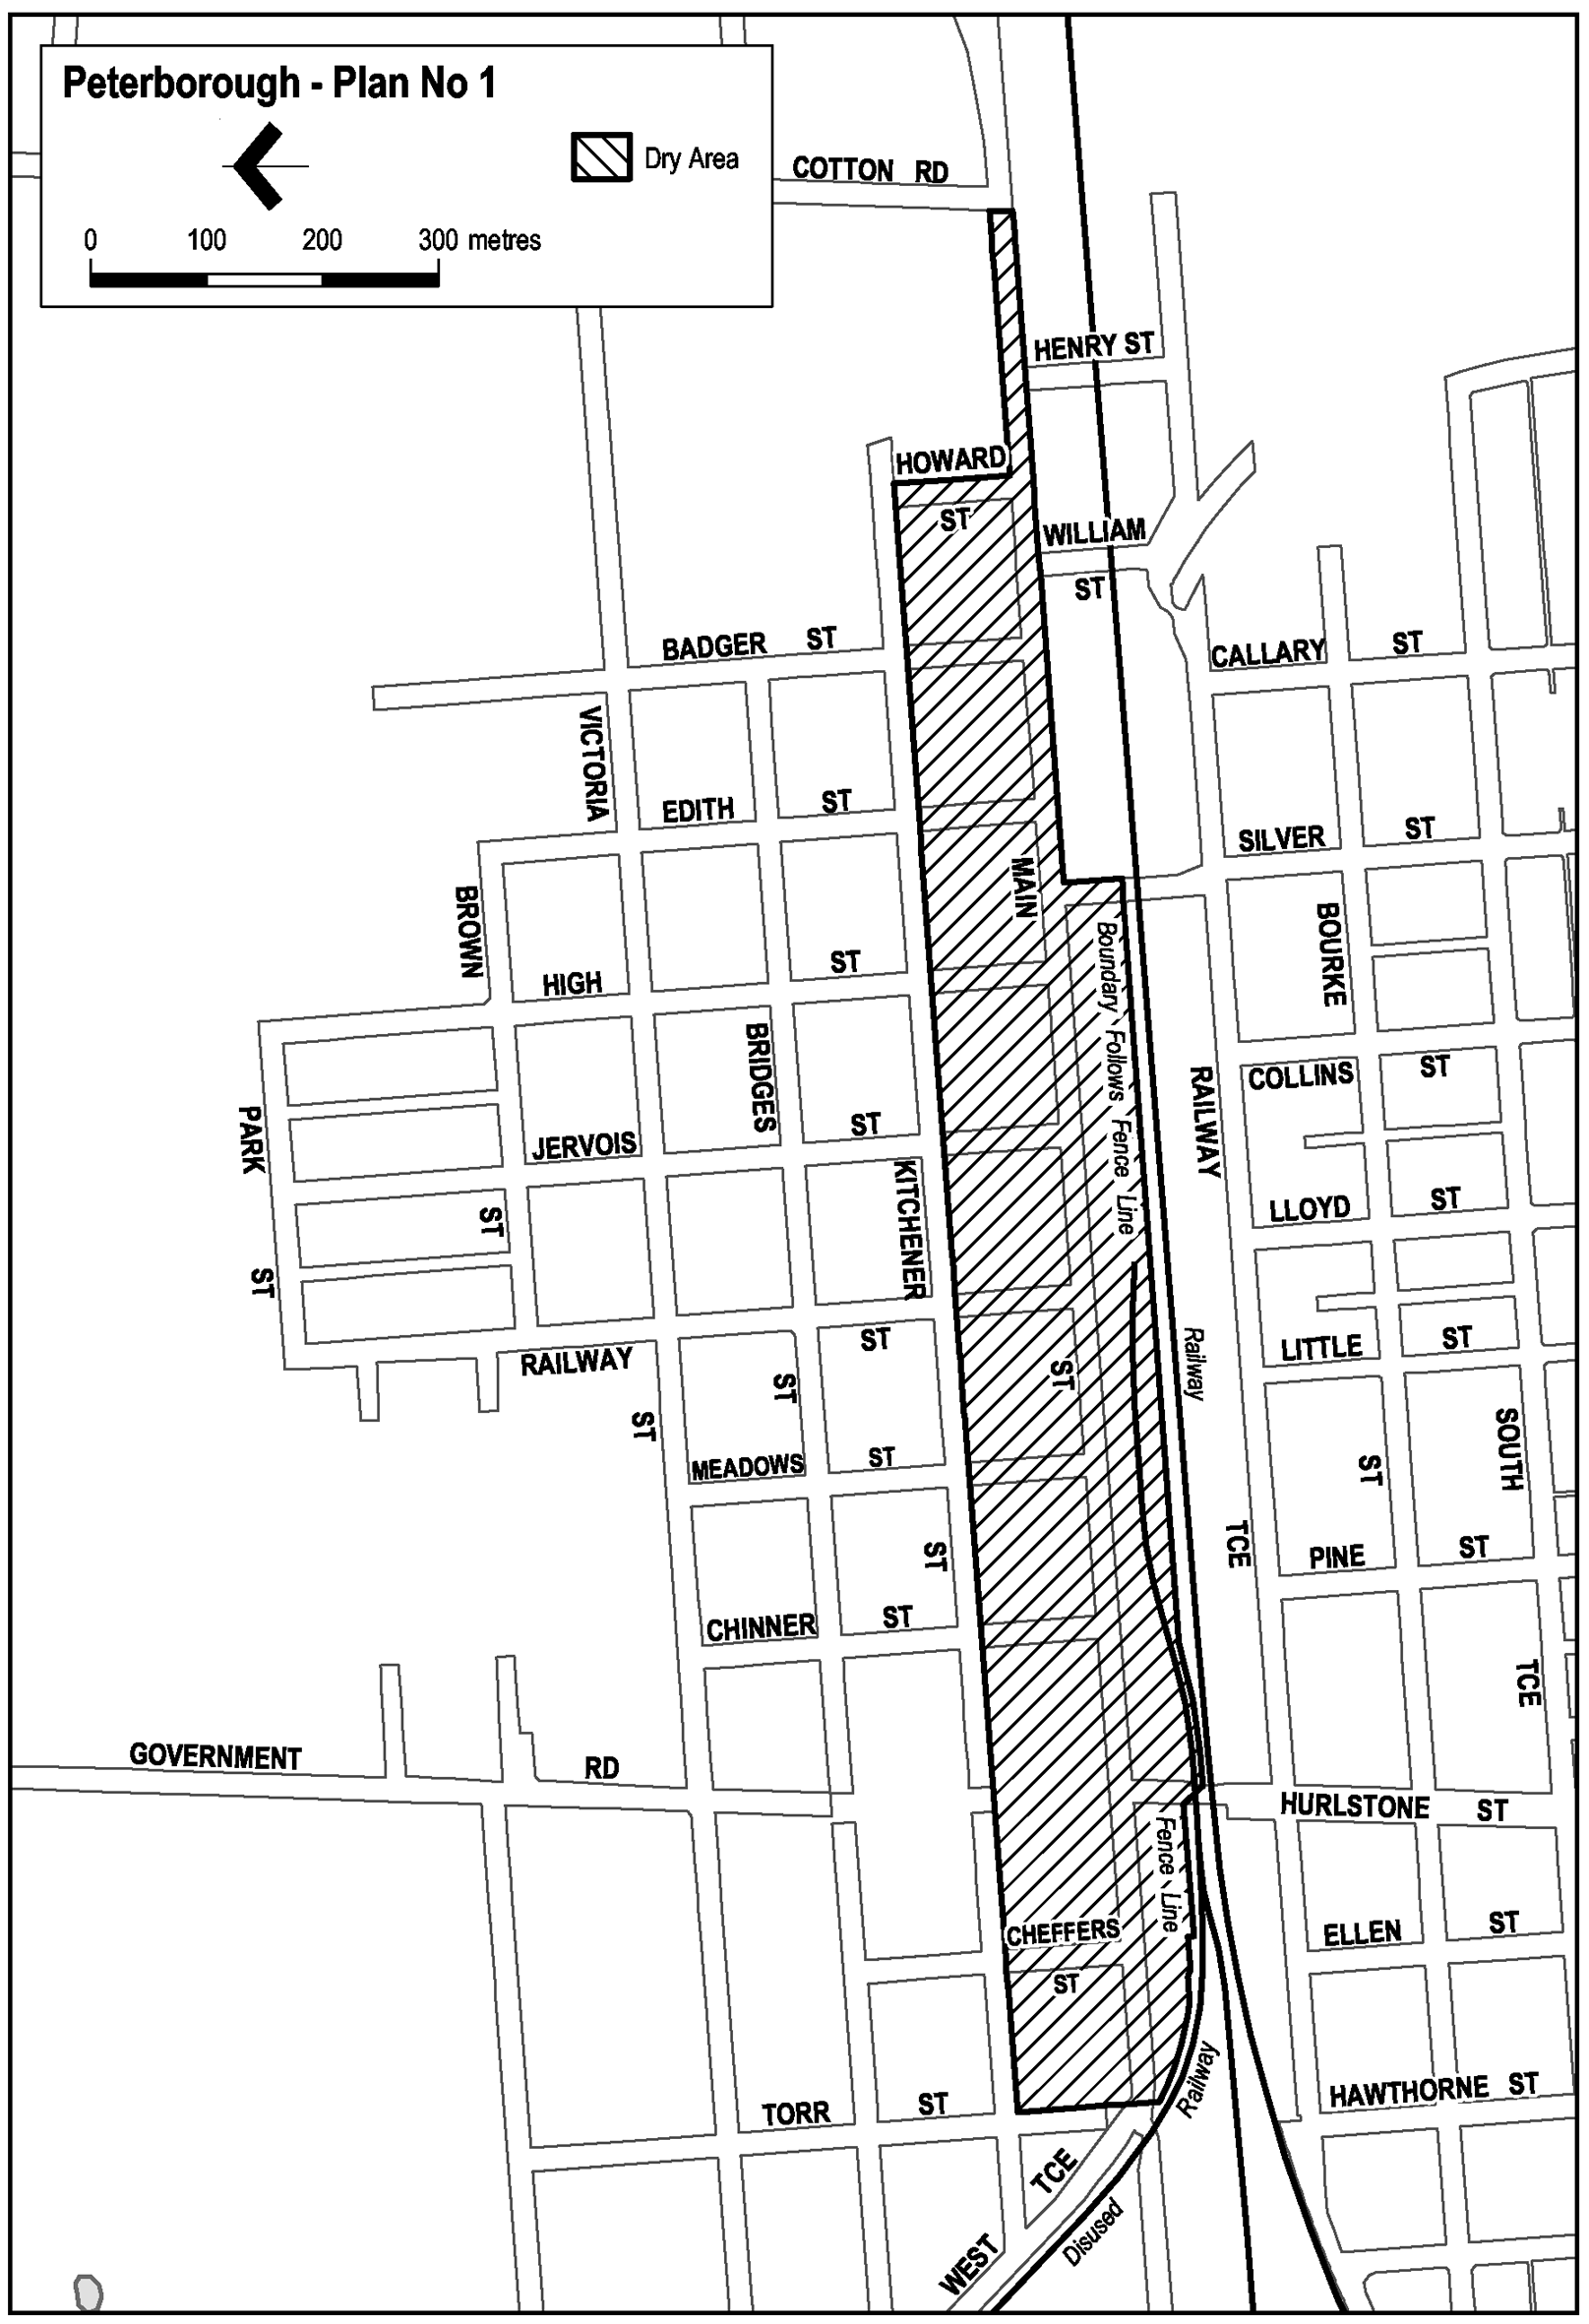 Peterborough - Plan No 1
Dry Area
0 100 200 300 metres
COTTON RD
HENRY ST
HOWARD
ST
WILLIAM
ST
BADGER ST
CALLARY ST
VICTORIA
EDITH ST
SILVER ST
MAIN
BROWN
BOURKE
HIGH ST
Boundary Follows Fence Line
BRIDGES
RAILWAY
COLLINS ST
PARK
JERVOIS ST
KITCHENER
LLOYD ST
ST
ST
RAILWAY ST
Railway
LITTLE ST
ST
ST
ST
SOUTH
MEADOWS ST
ST
TCE
ST
PINE ST
CHINNER ST
TCE
GOVERNMENT RD
HURLSTONE ST
Fence Line
CHEFFERS
ST
ELLEN ST
HAWTHORNE ST
TORR ST
Railway
TCE
Disused
WEST